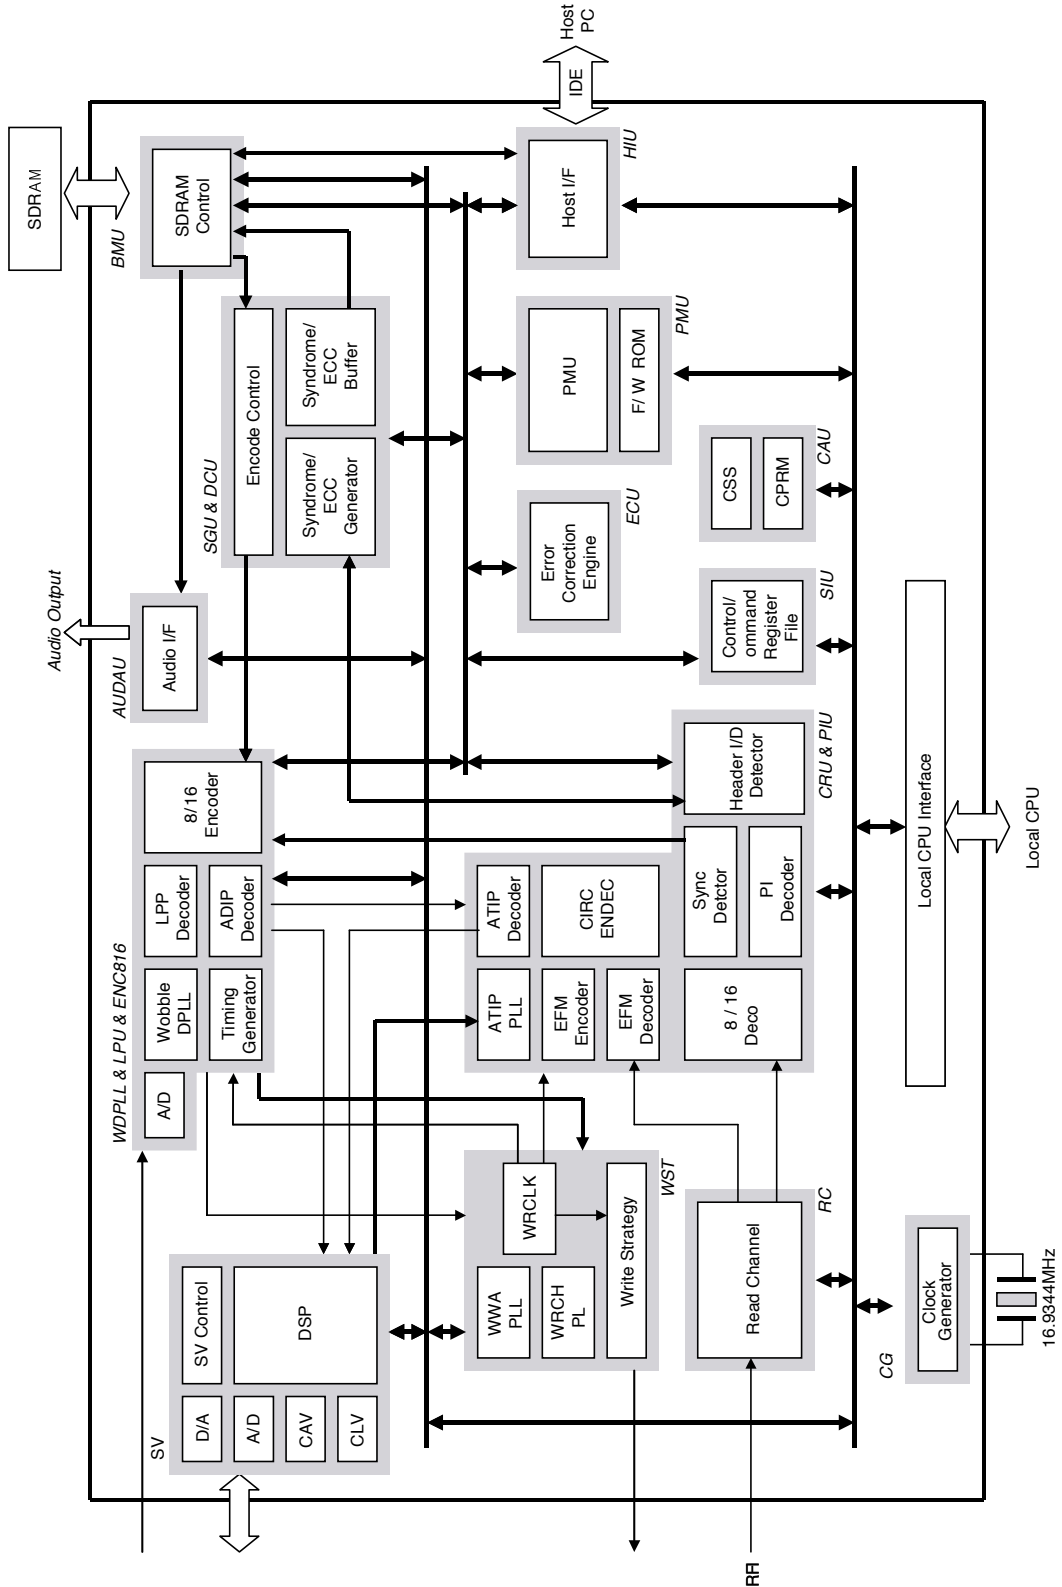 SDRAM
BMU
SDRAM
Control
IDE
Host
PC
Host I/F
HIU
SGU & DCU
Encode Control
Syndrome/
ECC
Buffer
Syndrome/
ECC
Generator
PMU
F/ W ROM
PMU
Error
Correction
Engine
ECU
CSS
CPRM
CAU
Control/
ommand
Register
File
SIU
Audio Output
AUDAU
Audio I/F
WDPLL & LPU & ENC816
8/16
Encoder
LPP
Decoder
ADIP
Decoder
Wobble
DPLL
Timing
Generator
A/D
Header I/D
Detector
CRU & PIU
Sync
Detctor
PI
Decoder
ATIP
Decoder
CIRC
ENDEC
ATIP
PLL
EFM
Encoder
EFM
Decoder
8 / 16
Deco
Local CPU Interface
Local CPU
WST
WRCLK
Write Strategy
WWA
PLL
WRCH
PL
RC
Read Channel
RFI
SV
SV Control
DSP
D/A
A/D
CAV
CLV
CG
Clock
Generator
16.9344MHz